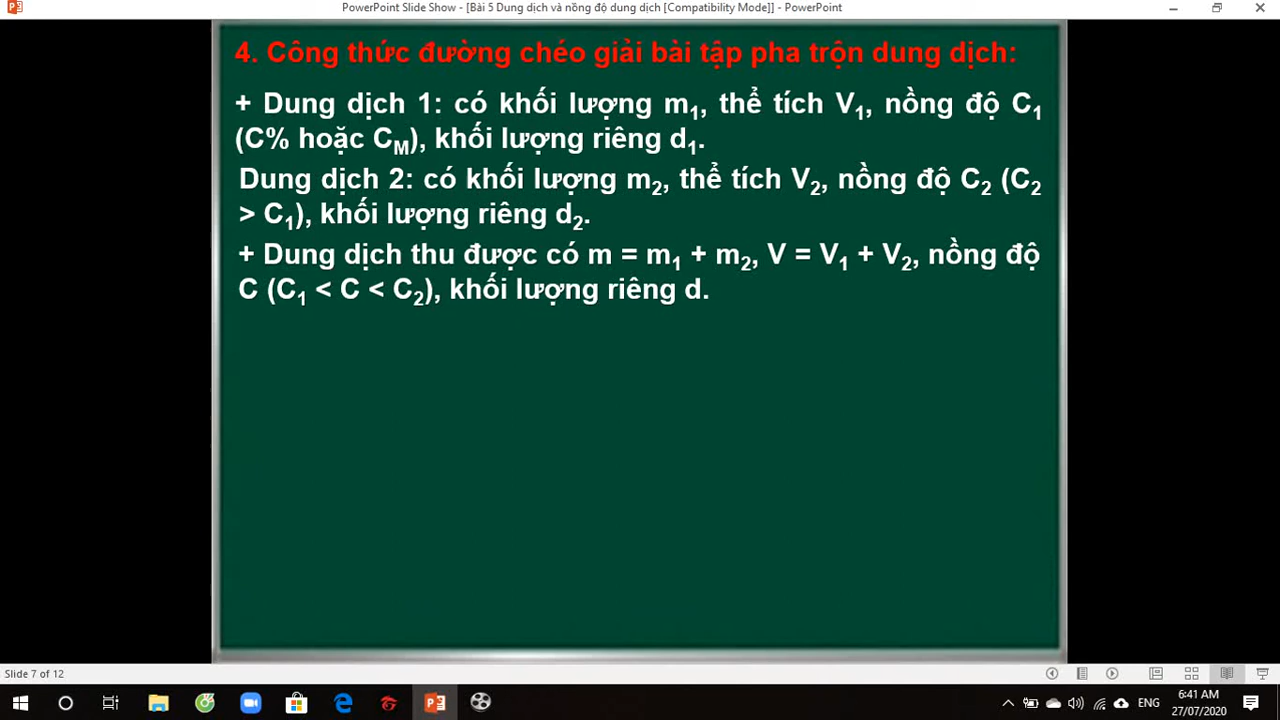 PowerPoint Slide Show - [Bài 5 Dung dịch và nồng độ dung dịch [Compatibility Mode]] - PowerPoint
4. Công thức đường chéo giải bài tập pha trộn dung dịch:
+ Dung dịch 1: có khối lượng m₁, thể tích V₁, nồng độ C₁
(C% hoặc C_M), khối lượng riêng d₁.
Dung dịch 2: có khối lượng m₂, thể tích V₂, nồng độ C₂ (C₂
> C₁), khối lượng riêng d₂.
+ Dung dịch thu được có m = m₁ + m₂, V = V₁ + V₂, nồng độ
C (C₁ < C < C₂), khối lượng riêng d.
Slide 7 of 12
ENG
6:41 AM
27/07/2020